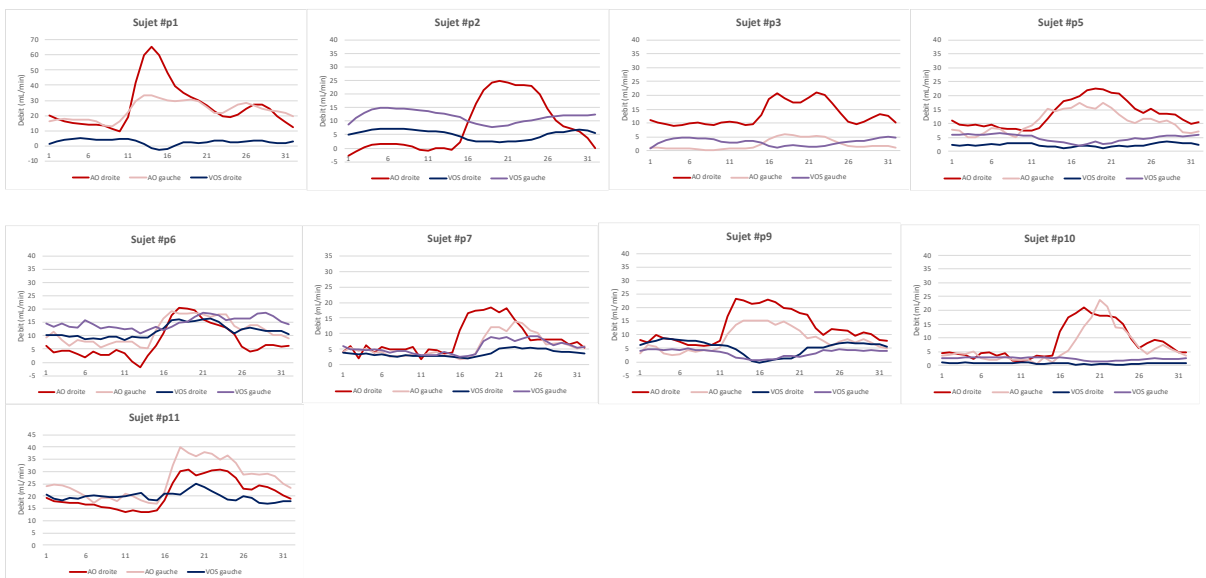 Sujet #p1
Debit (mL/min)
70
60
50
40
30
20
10
0
-10
1 6 11 16 21 26 31
AO droite AO gauche VOS droite
Sujet #p2
Debit (mL/min)
40
35
30
25
20
15
10
5
0
-5
1 6 11 16 21 26 31
AO droite VOS droite VOS gauche
Sujet #p3
Debit (mL/min)
40
35
30
25
20
15
10
5
0
1 6 11 16 21 26 31
AO droite AO gauche VOS gauche
Sujet #p5
Debit (mL/min)
40
35
30
25
20
15
10
5
0
1 6 11 16 21 26 31
AO droite AO gauche VOS droite VOS gauche
Sujet #p6
Debit (mL/min)
40
35
30
25
20
15
10
5
0
-5
1 6 11 16 21 26 31
AO droite AO gauche VOS droite VOS gauche
Sujet #p7
Debit (mL/min)
35
30
25
20
15
10
5
0
1 6 11 16 21 26 31
AO droite AO gauche VOS droite VOS gauche
Sujet #p9
Debit (mL/min)
40
35
30
25
20
15
10
5
0
-5
1 6 11 16 21 26 31
AO droite AO gauche VOS droite VOS gauche
Sujet #p10
Debit (mL/min)
40
35
30
25
20
15
10
5
0
1 6 11 16 21 26 31
AO droite AO gauche VOS droite VOS gauche
Sujet #p11
Debit (mL/min)
45
40
35
30
25
20
15
10
5
0
1 6 11 16 21 26 31
AO droite AO gauche VOS gauche